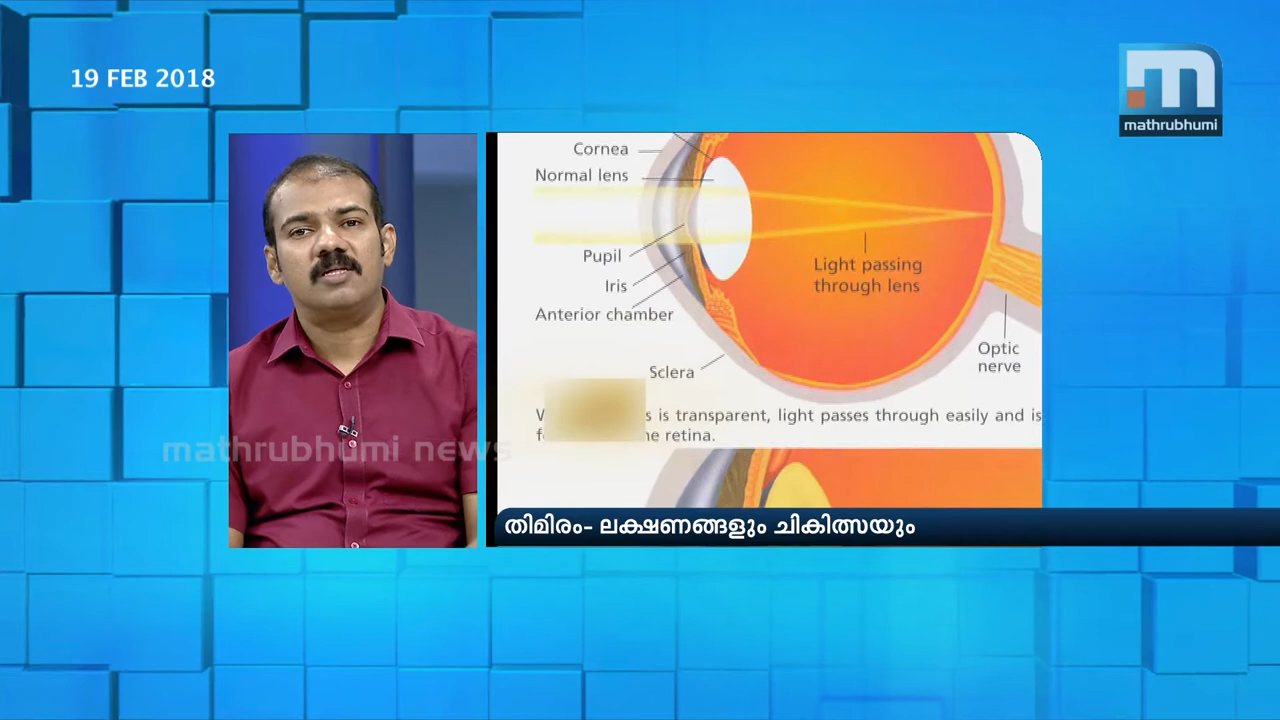 19 FEB 2018
mathrubhumi
Cornea
Normal lens
Pupil
Iris
Anterior chamber
Light passing
through lens
Optic
nerve
Sclera
is transparent, light passes through easily and is
retina.
mathrubhumi news
തിമിരം- ലക്ഷണങ്ങളും ചികിത്സയും